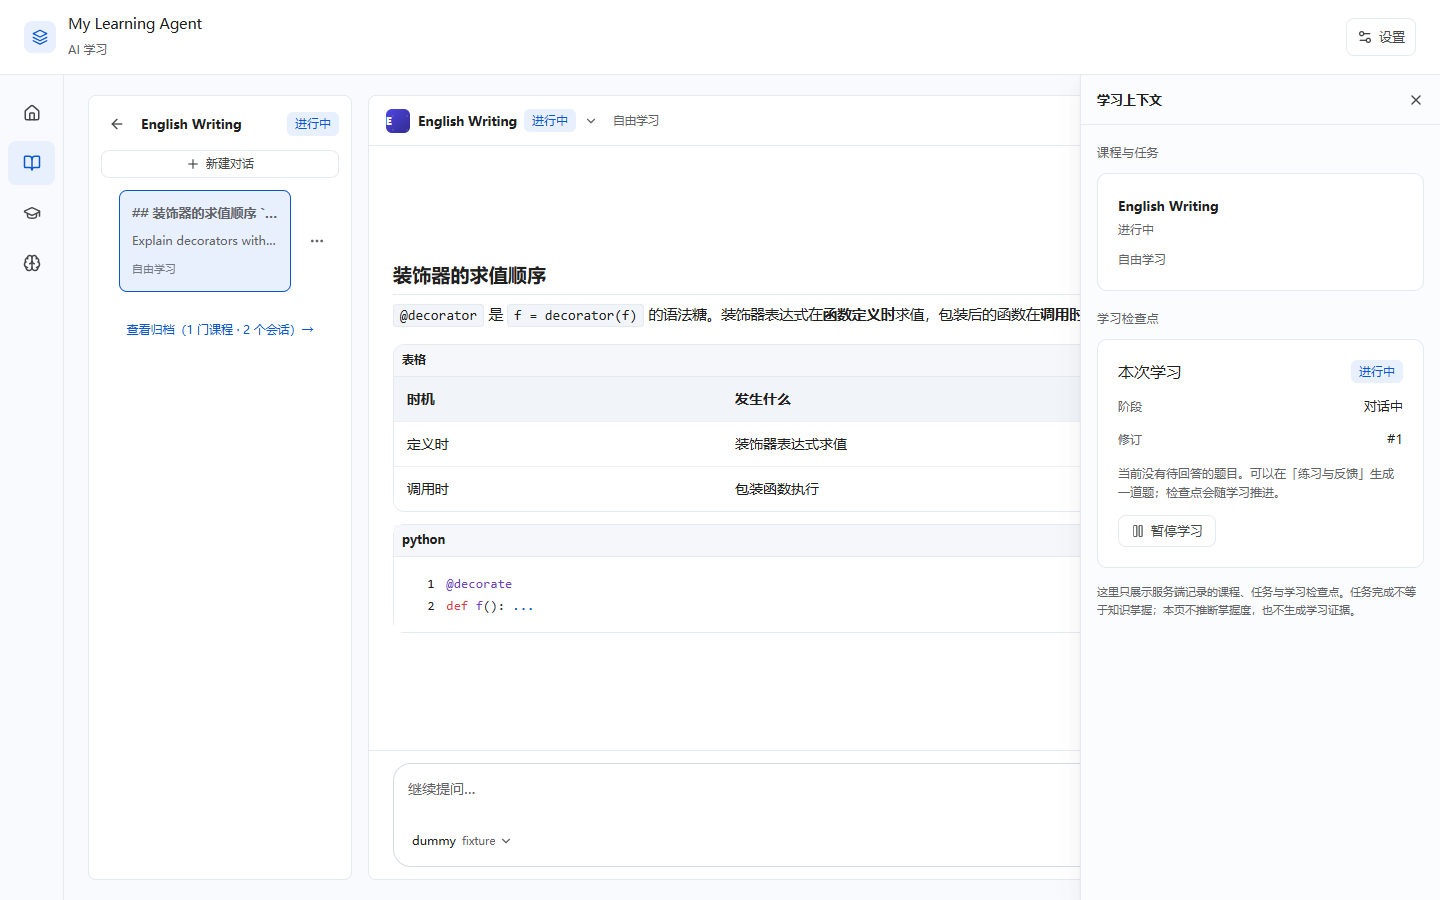 My Learning Agent
AI 学习
设置
English Writing
进行中
新建对话
## 装饰器的求值顺序 `...
Explain decorators with...
自由学习
查看归档（1 门课程 · 2 个会话）→
E
English Writing
进行中
自由学习
装饰器的求值顺序
@decorator 是 f = decorator(f) 的语法糖。装饰器表达式在函数定义时求值，包装后的函数在调用时
表格
时机 发生什么
定义时 装饰器表达式求值
调用时 包装函数执行
python
1 @decorate
2 def f(): ...
继续提问...
dummy fixture
学习上下文
课程与任务
English Writing
进行中
自由学习
学习检查点
本次学习
进行中
阶段 对话中
修订 #1
当前没有待回答的题目。可以在「练习与反馈」生成
一道题；检查点会随学习推进。
暂停学习
这里只展示服务端记录的课程、任务与学习检查点。任务完成不等
于知识掌握；本页不推断掌握度，也不生成学习证据。